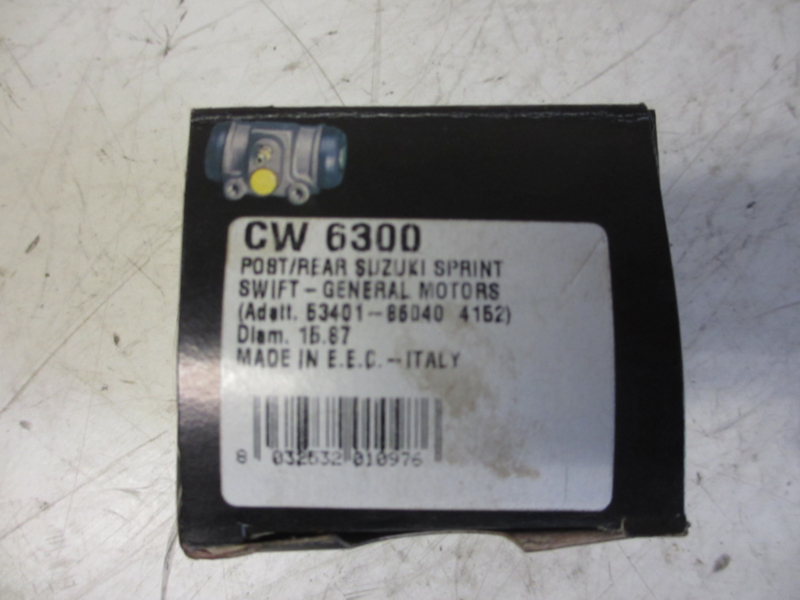 CW 6300
POST/REAR SUZUKI SPRINT
SWIFT - GENERAL MOTORS
(Adatt. 53401-86040 4152)
Diam. 15.87
MADE IN E.E.C. - ITALY
8 032532 010976